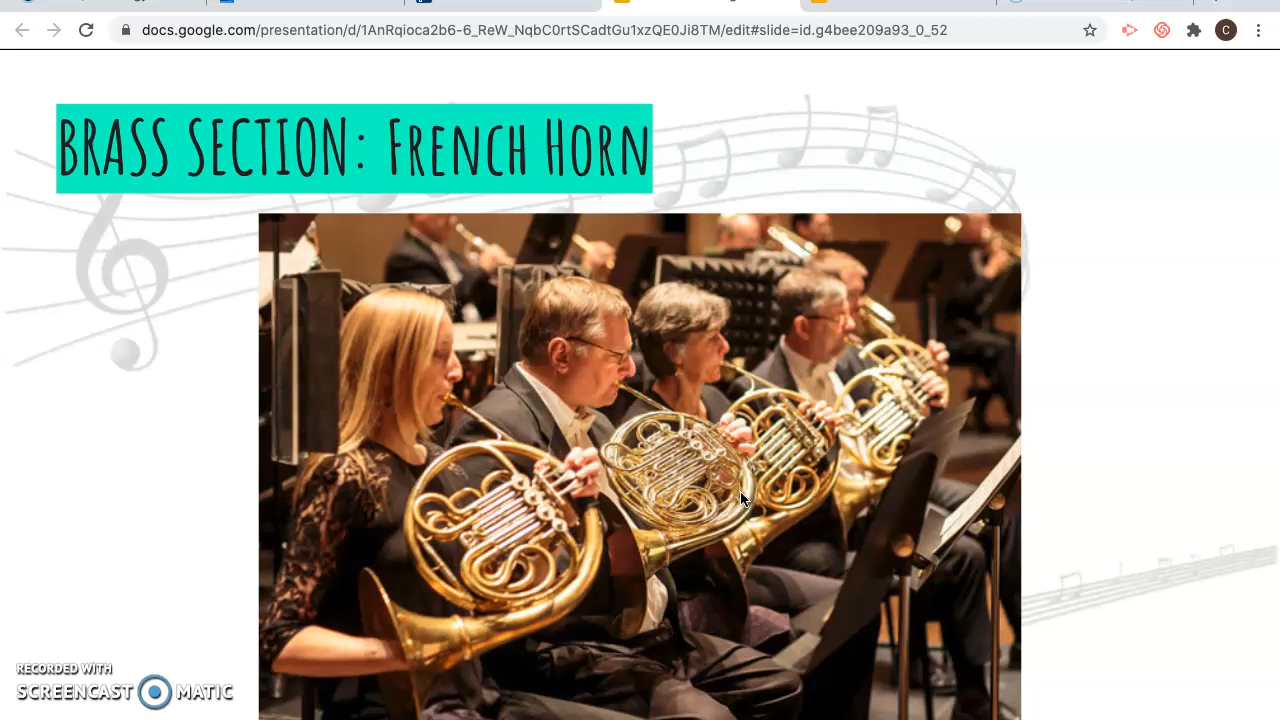 docs.google.com/presentation/d/1AnRqioca2b6-6_ReW_NqbC0rtSCadtGu1xzQE0Ji8TM/edit#slide=id.g4bee209a93_0_52
C
BRASS SECTION: French Horn
RECORDED WITH
SCREENCAST MATIC